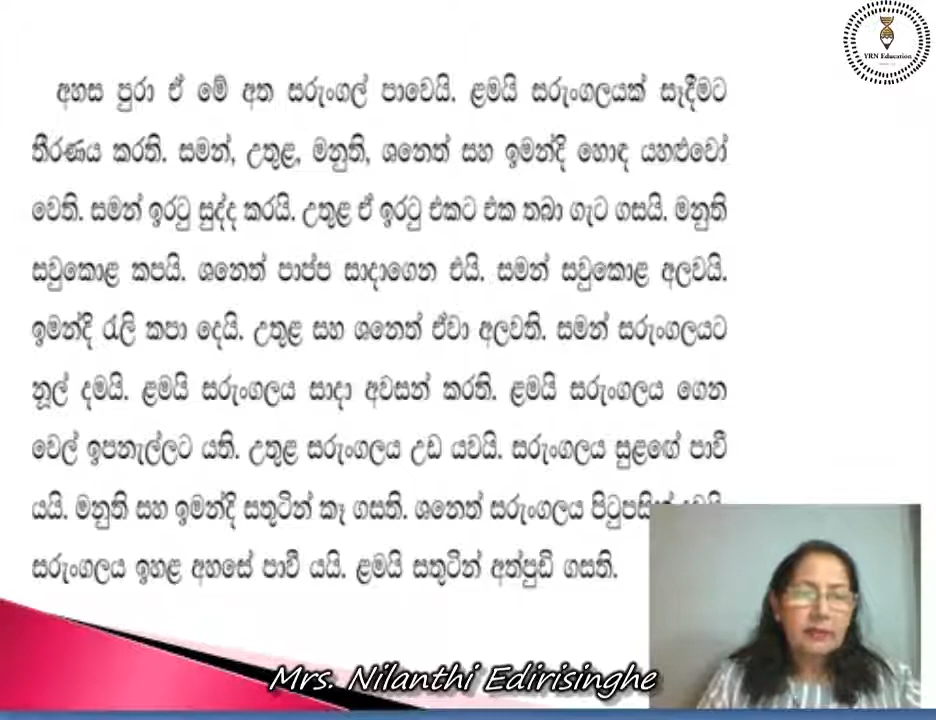 YRN Education
අහස පුරා ඒ මේ අත සරුංගල් පාවෙයි. ළමයි සරුංගලයක් සෑදීමට
තීරණය කරති. සමන්, උතුළ, මනුති, ශනෙත් සහ ඉමන්දි හොඳ යහළුවෝ
වෙති. සමන් ඉරටු සුද්ද කරයි. උතුළ ඒ ඉරටු එකට එක තබා ගැට ගසයි. මනුති
සවුකොළ කපයි. ශනෙත් පාප්ප සාදාගෙන එයි. සමන් සවුකොළ අලවයි.
ඉමන්දි රැලි කපා දෙයි. උතුළ සහ ශනෙත් ඒවා අලවති. සමන් සරුංගලයට
නූල් දමයි. ළමයි සරුංගලය සාදා අවසන් කරති. ළමයි සරුංගලය ගෙන
වෙල් ඉපනැල්ලට යති. උතුළ සරුංගලය උඩ යවයි. සරුංගලය සුළඟේ පාවී
යයි. මනුති සහ ඉමන්දි සතුටින් කෑ ගසති. ශනෙත් සරුංගලය
සරුංගලය ඉහළ අහසේ පාවී යයි. ළමයි සතුටින් අත්පුඩි ගසති.
Mrs. Nilanthi Edirisinghe